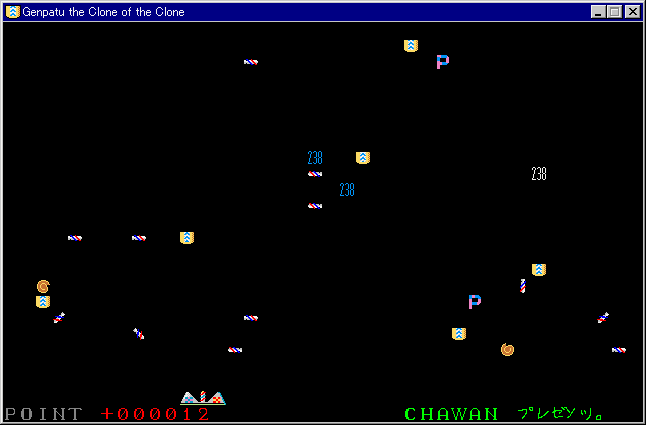 Genpatu the Clone of the Clone
P
238
238
238
P
POINT +000012
CHAWAN プレゼンツ。